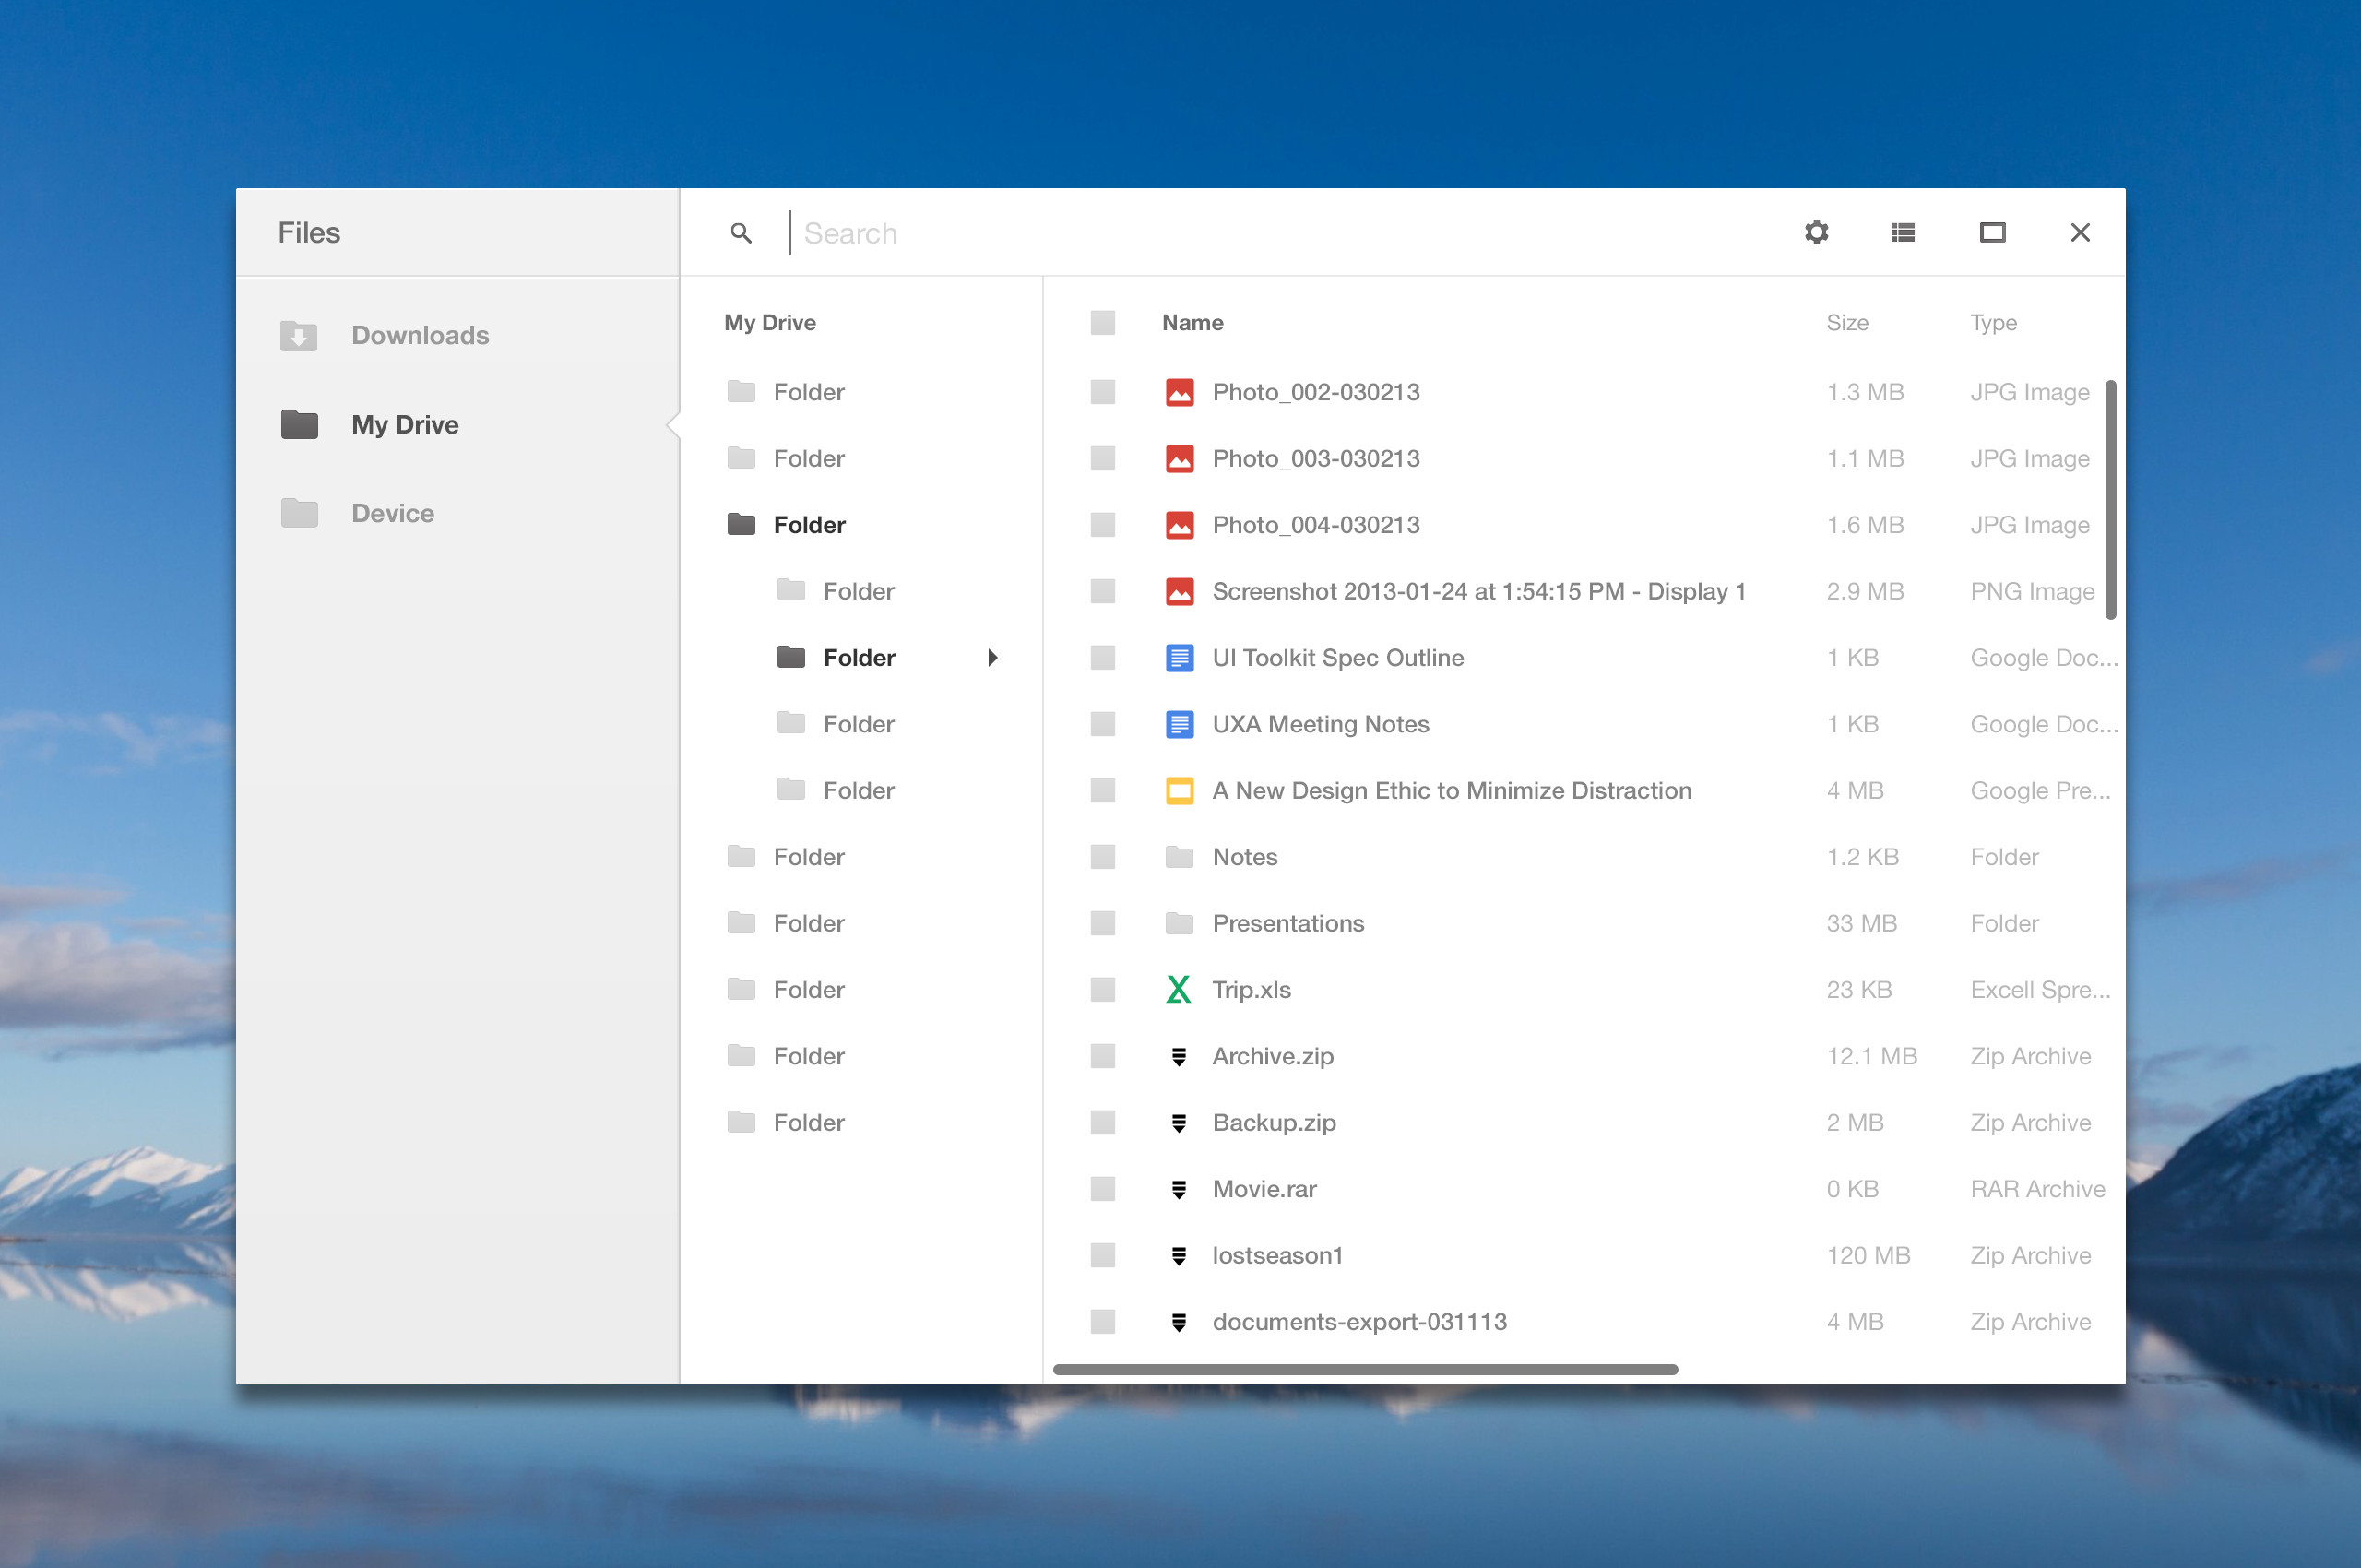 Files
Search
Downloads
My Drive
Device
My Drive
Folder
Folder
Folder
Folder
Folder
Folder
Folder
Folder
Folder
Folder
Folder
Folder
Name Size Type
Photo_002-030213 1.3 MB JPG Image
Photo_003-030213 1.1 MB JPG Image
Photo_004-030213 1.6 MB JPG Image
Screenshot 2013-01-24 at 1:54:15 PM - Display 1 2.9 MB PNG Image
UI Toolkit Spec Outline 1 KB Google Doc...
UXA Meeting Notes 1 KB Google Doc...
A New Design Ethic to Minimize Distraction 4 MB Google Pre...
Notes 1.2 KB Folder
Presentations 33 MB Folder
Trip.xls 23 KB Excell Spre...
Archive.zip 12.1 MB Zip Archive
Backup.zip 2 MB Zip Archive
Movie.rar 0 KB RAR Archive
lostseason1 120 MB Zip Archive
documents-export-031113 4 MB Zip Archive